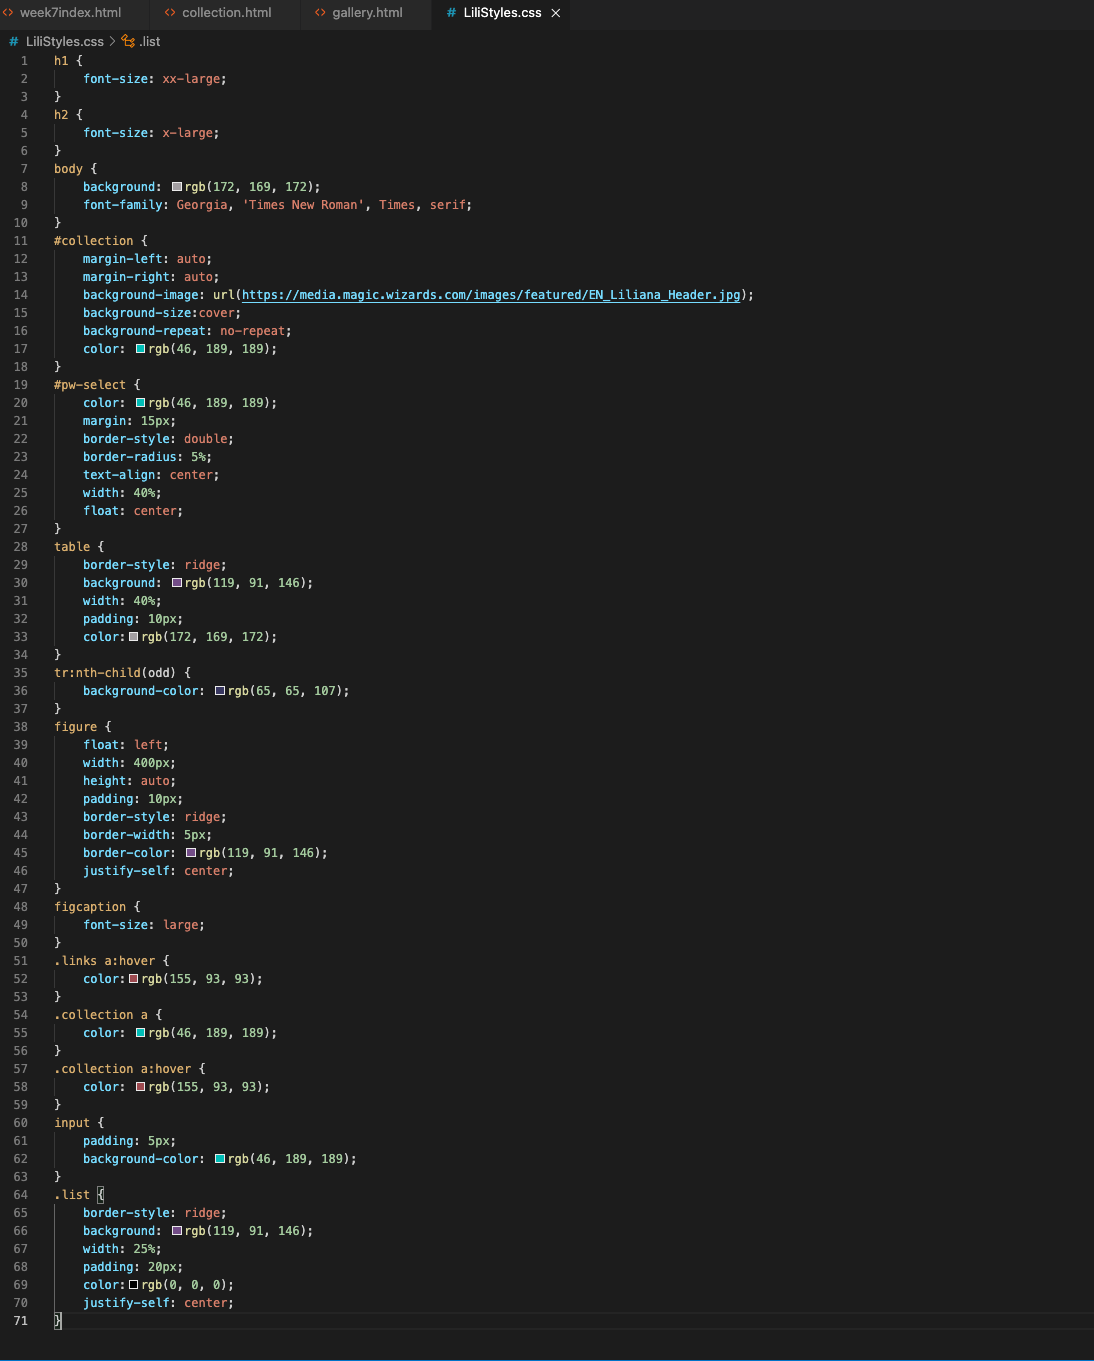 week7index.html collection.html gallery.html # LiliStyles.css
# LiliStyles.css > .list
1 h1 {
2 font-size: xx-large;
3 }
4 h2 {
5 font-size: x-large;
6 }
7 body {
8 background: rgb(172, 169, 172);
9 font-family: Georgia, 'Times New Roman', Times, serif;
10 }
11 #collection {
12 margin-left: auto;
13 margin-right: auto;
14 background-image: url(https://media.magic.wizards.com/images/featured/EN_Liliana_Header.jpg);
15 background-size:cover;
16 background-repeat: no-repeat;
17 color: rgb(46, 189, 189);
18 }
19 #pw-select {
20 color: rgb(46, 189, 189);
21 margin: 15px;
22 border-style: double;
23 border-radius: 5%;
24 text-align: center;
25 width: 40%;
26 float: center;
27 }
28 table {
29 border-style: ridge;
30 background: rgb(119, 91, 146);
31 width: 40%;
32 padding: 10px;
33 color: rgb(172, 169, 172);
34 }
35 tr:nth-child(odd) {
36 background-color: rgb(65, 65, 107);
37 }
38 figure {
39 float: left;
40 width: 400px;
41 height: auto;
42 padding: 10px;
43 border-style: ridge;
44 border-width: 5px;
45 border-color: rgb(119, 91, 146);
46 justify-self: center;
47 }
48 figcaption {
49 font-size: large;
50 }
51 .links a:hover {
52 color: rgb(155, 93, 93);
53 }
54 .collection a {
55 color: rgb(46, 189, 189);
56 }
57 .collection a:hover {
58 color: rgb(155, 93, 93);
59 }
60 input {
61 padding: 5px;
62 background-color: rgb(46, 189, 189);
63 }
64 .list {
65 border-style: ridge;
66 background: rgb(119, 91, 146);
67 width: 25%;
68 padding: 20px;
69 color: rgb(0, 0, 0);
70 justify-self: center;
71 }